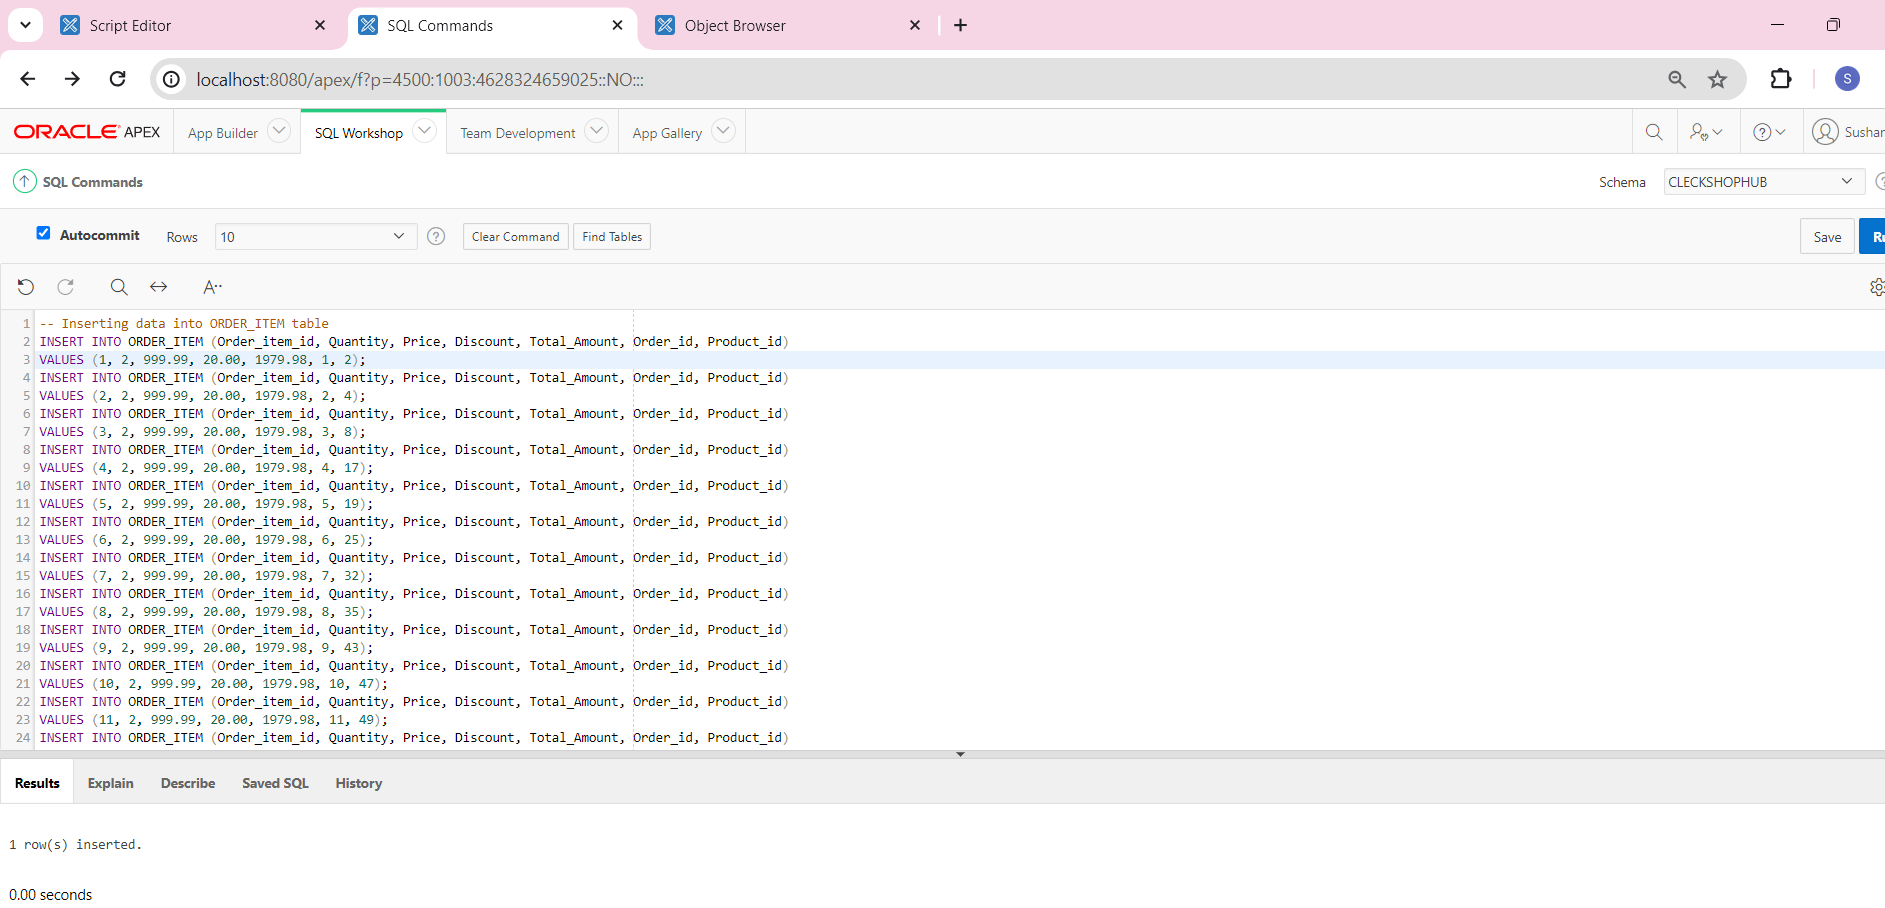 Script Editor
SQL Commands
Object Browser
localhost:8080/apex/f?p=4500:1003:4628324659025::NO:::
S
ORACLE APEX
App Builder
SQL Workshop
Team Development
App Gallery
Sushar
SQL Commands
Schema
CLECKSHOPHUB
Autocommit
Rows
10
Clear Command
Find Tables
Save
Ru
1 -- Inserting data into ORDER_ITEM table
2 INSERT INTO ORDER_ITEM (Order_item_id, Quantity, Price, Discount, Total_Amount, Order_id, Product_id)
3 VALUES (1, 2, 999.99, 20.00, 1979.98, 1, 2);
4 INSERT INTO ORDER_ITEM (Order_item_id, Quantity, Price, Discount, Total_Amount, Order_id, Product_id)
5 VALUES (2, 2, 999.99, 20.00, 1979.98, 2, 4);
6 INSERT INTO ORDER_ITEM (Order_item_id, Quantity, Price, Discount, Total_Amount, Order_id, Product_id)
7 VALUES (3, 2, 999.99, 20.00, 1979.98, 3, 8);
8 INSERT INTO ORDER_ITEM (Order_item_id, Quantity, Price, Discount, Total_Amount, Order_id, Product_id)
9 VALUES (4, 2, 999.99, 20.00, 1979.98, 4, 17);
10 INSERT INTO ORDER_ITEM (Order_item_id, Quantity, Price, Discount, Total_Amount, Order_id, Product_id)
11 VALUES (5, 2, 999.99, 20.00, 1979.98, 5, 19);
12 INSERT INTO ORDER_ITEM (Order_item_id, Quantity, Price, Discount, Total_Amount, Order_id, Product_id)
13 VALUES (6, 2, 999.99, 20.00, 1979.98, 6, 25);
14 INSERT INTO ORDER_ITEM (Order_item_id, Quantity, Price, Discount, Total_Amount, Order_id, Product_id)
15 VALUES (7, 2, 999.99, 20.00, 1979.98, 7, 32);
16 INSERT INTO ORDER_ITEM (Order_item_id, Quantity, Price, Discount, Total_Amount, Order_id, Product_id)
17 VALUES (8, 2, 999.99, 20.00, 1979.98, 8, 35);
18 INSERT INTO ORDER_ITEM (Order_item_id, Quantity, Price, Discount, Total_Amount, Order_id, Product_id)
19 VALUES (9, 2, 999.99, 20.00, 1979.98, 9, 43);
20 INSERT INTO ORDER_ITEM (Order_item_id, Quantity, Price, Discount, Total_Amount, Order_id, Product_id)
21 VALUES (10, 2, 999.99, 20.00, 1979.98, 10, 47);
22 INSERT INTO ORDER_ITEM (Order_item_id, Quantity, Price, Discount, Total_Amount, Order_id, Product_id)
23 VALUES (11, 2, 999.99, 20.00, 1979.98, 11, 49);
24 INSERT INTO ORDER_ITEM (Order_item_id, Quantity, Price, Discount, Total_Amount, Order_id, Product_id)
Results
Explain
Describe
Saved SQL
History
1 row(s) inserted.
0.00 seconds